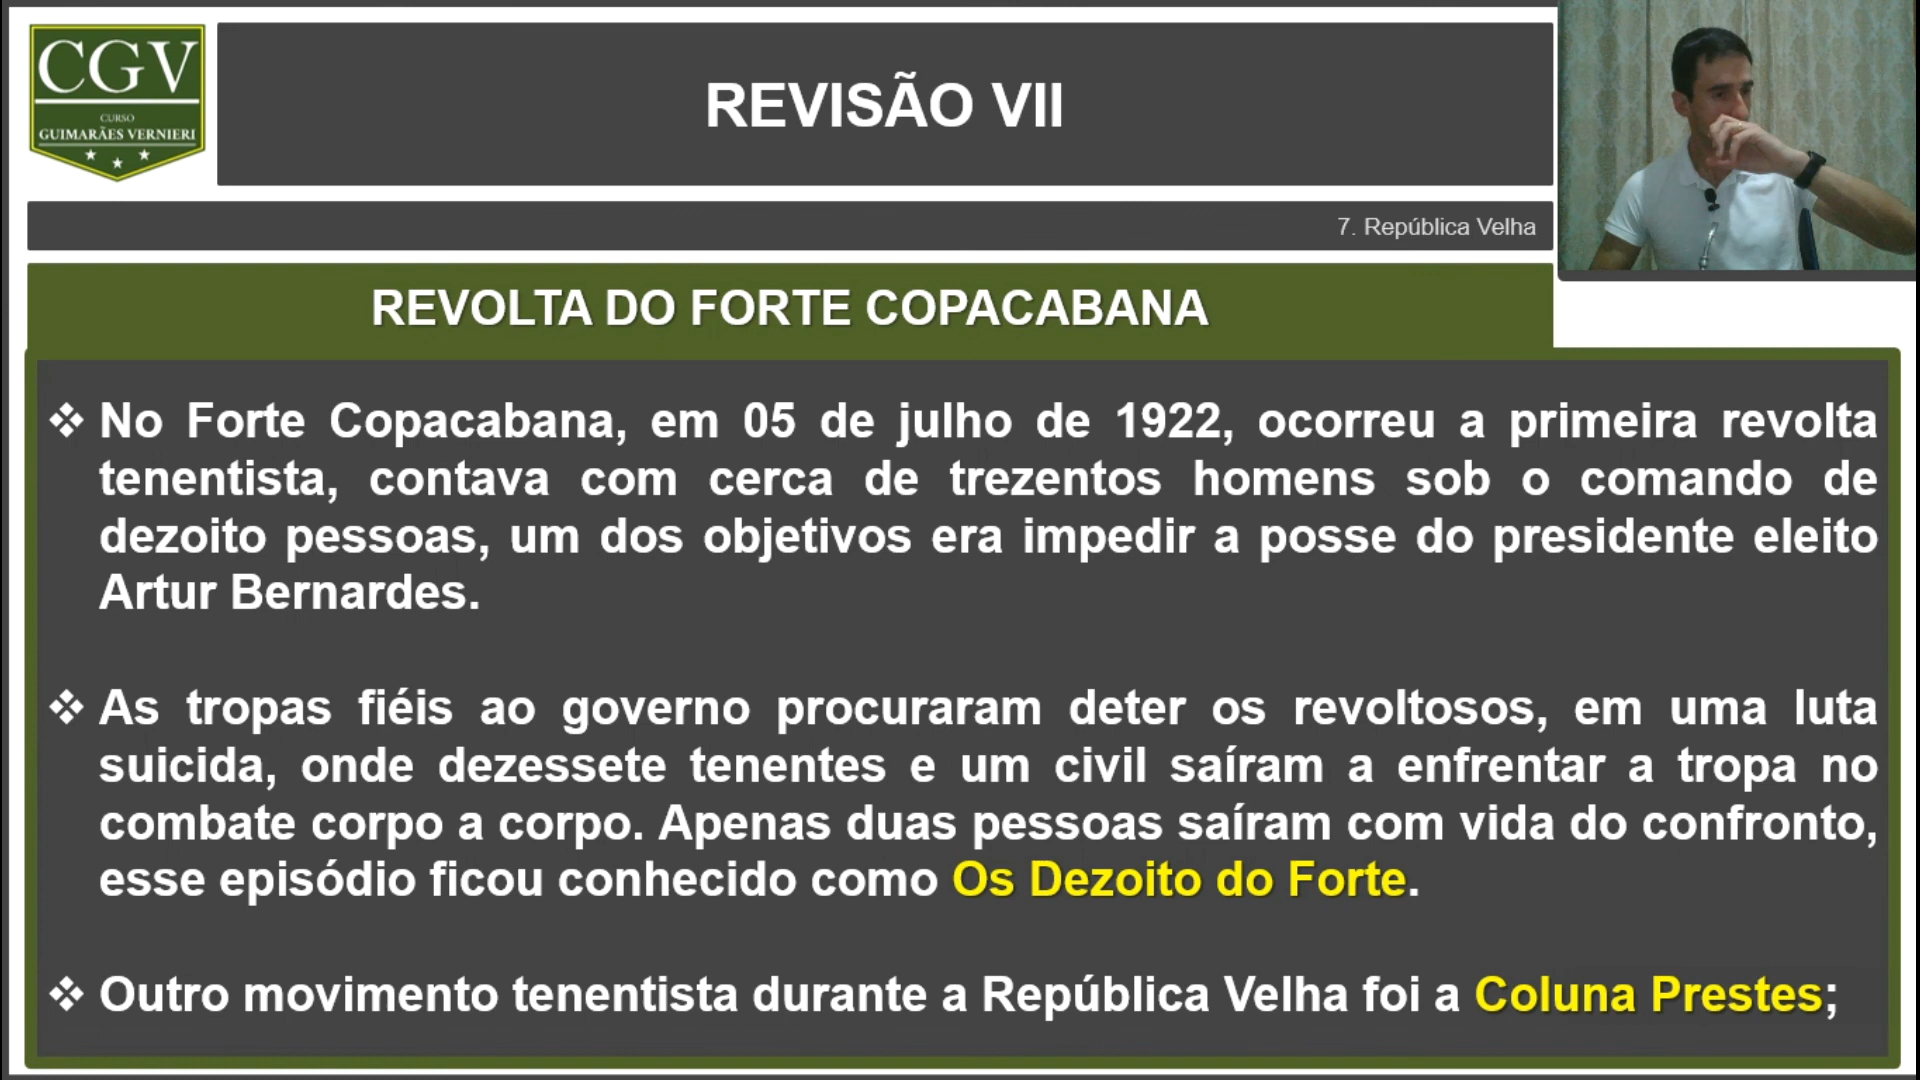 CGV
CURSO
GUIMARÃES VERNIERI
REVISÃO VII
7. República Velha
REVOLTA DO FORTE COPACABANA
❖ No Forte Copacabana, em 05 de julho de 1922, ocorreu a primeira revolta
tenentista, contava com cerca de trezentos homens sob o comando de
dezoito pessoas, um dos objetivos era impedir a posse do presidente eleito
Artur Bernardes.
❖ As tropas fiéis ao governo procuraram deter os revoltosos, em uma luta
suicida, onde dezessete tenentes e um civil saíram a enfrentar a tropa no
combate corpo a corpo. Apenas duas pessoas saíram com vida do confronto,
esse episódio ficou conhecido como Os Dezoito do Forte.
❖ Outro movimento tenentista durante a República Velha foi a Coluna Prestes;